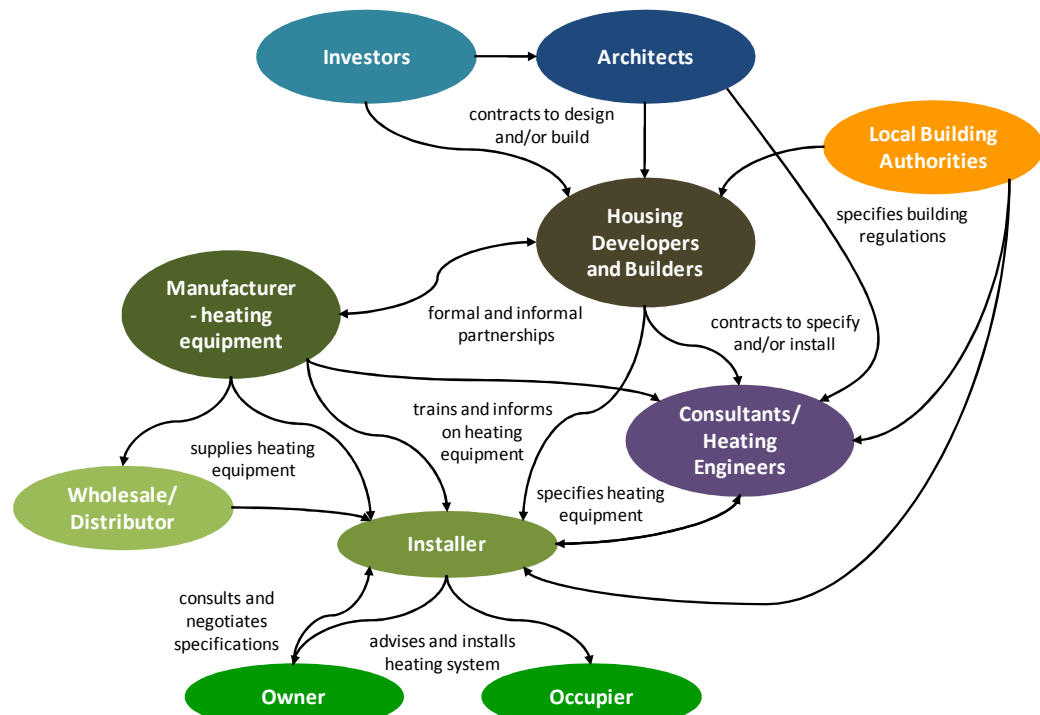 Investors
Architects
contracts to design
and/or build
Local Building
Authorities
Housing
Developers
and Builders
specifies building
regulations
Manufacturer
- heating
equipment
formal and informal
partnerships
contracts to specify
and/or install
trains and informs
on heating
equipment
Consultants/
Heating
Engineers
supplies heating
equipment
Wholesale/
Distributor
specifies heating
equipment
Installer
consults and
negotiates
specifications
advises and installs
heating system
Owner
Occupier